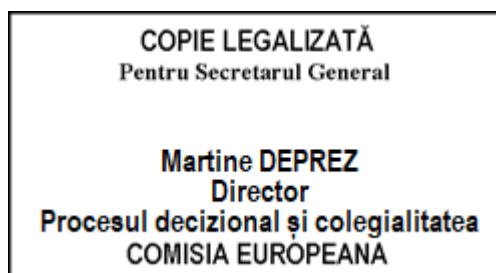 COPIE LEGALIZATĂ
Pentru Secretarul General
Martine DEPREZ
Director
Procesul decizional și colegialitatea
COMISIA EUROPEANA